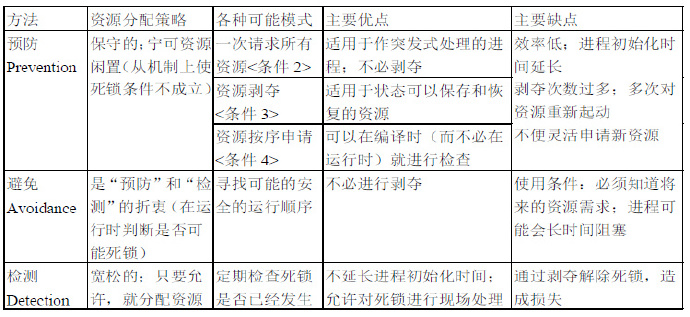 方法 资源分配策略 各种可能模式 主要优点 主要缺点
预防
Prevention
保守的；宁可资源
闲置（从机制上使
死锁条件不成立）
一次请求所有
资源<条件 2>
适用于作突发式处理的进
程；不必剥夺
效率低；进程初始化时
间延长
资源剥夺
<条件 3>
适用于状态可以保存和恢
复的资源
剥夺次数过多；多次对
资源重新起动
资源按序申请
<条件 4>
可以在编译时（而不必在
运行时）就进行检查
不便灵活申请新资源
避免
Avoidance
是“预防”和“检
测”的折衷（在运
行时判断是否可
能死锁）
寻找可能的安
全的运行顺序
不必进行剥夺
使用条件：必须知道将
来的资源需求；进程可
能会长时间阻塞
检测
Detection
宽松的；只要允
许，就分配资源
定期检查死锁
是否已经发生
不延长进程初始化时间；
允许对死锁进行现场处理
通过剥夺解除死锁，造
成损失